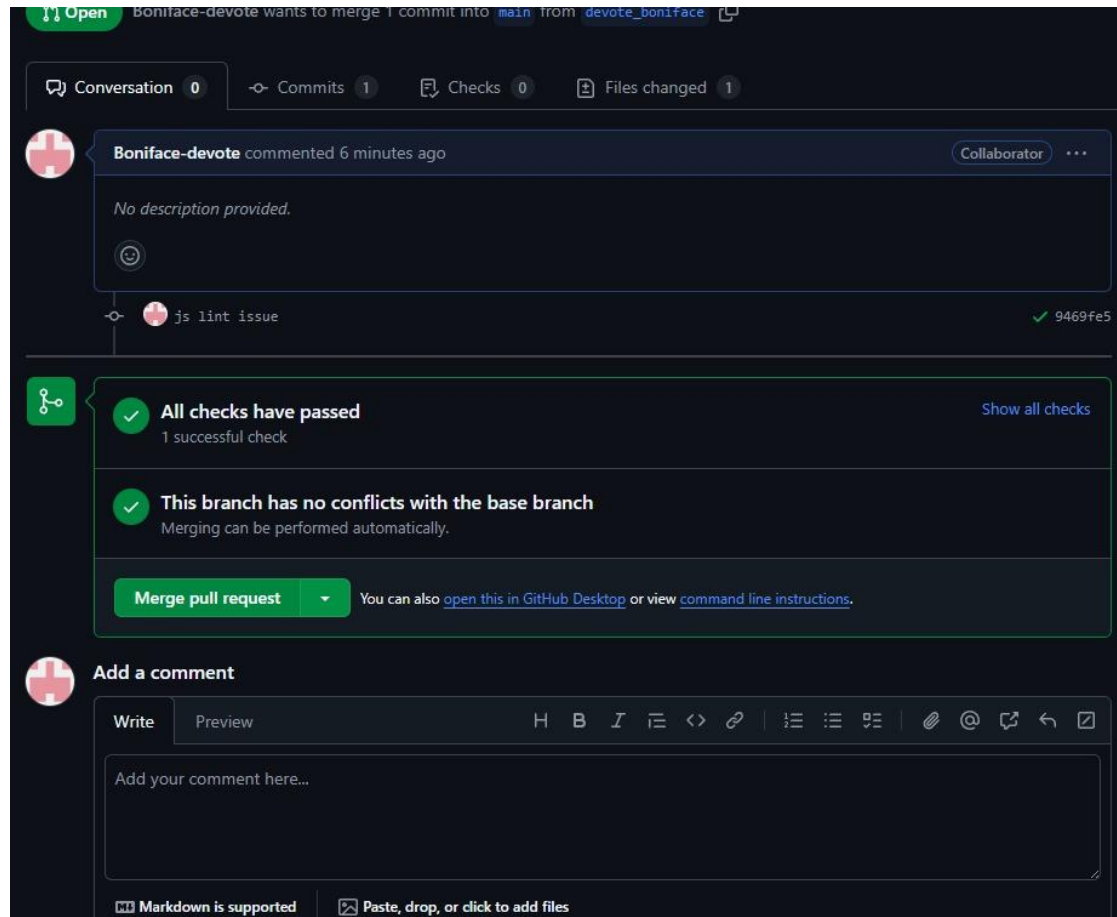 Open Boniface-devote wants to merge 1 commit into main from devote_boniface
Conversation 0 Commits 1 Checks 0 Files changed 1
Boniface-devote commented 6 minutes ago Collaborator
No description provided.
js lint issue 9469fe5
All checks have passed Show all checks
1 successful check
This branch has no conflicts with the base branch
Merging can be performed automatically.
Merge pull request You can also open this in GitHub Desktop or view command line instructions.
Add a comment
Write Preview
Add your comment here...
Markdown is supported Paste, drop, or click to add files